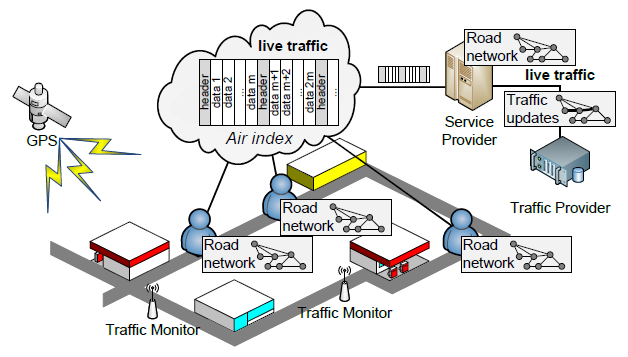 live traffic
header
data 1
data 2
...
data m
header
data m+1
data m+2
...
data 2m
header
...
Air index
Road
network
live traffic
Service
Provider
Traffic
updates
Traffic Provider
GPS
Road
network
Road
network
Road
network
Traffic Monitor
Traffic Monitor